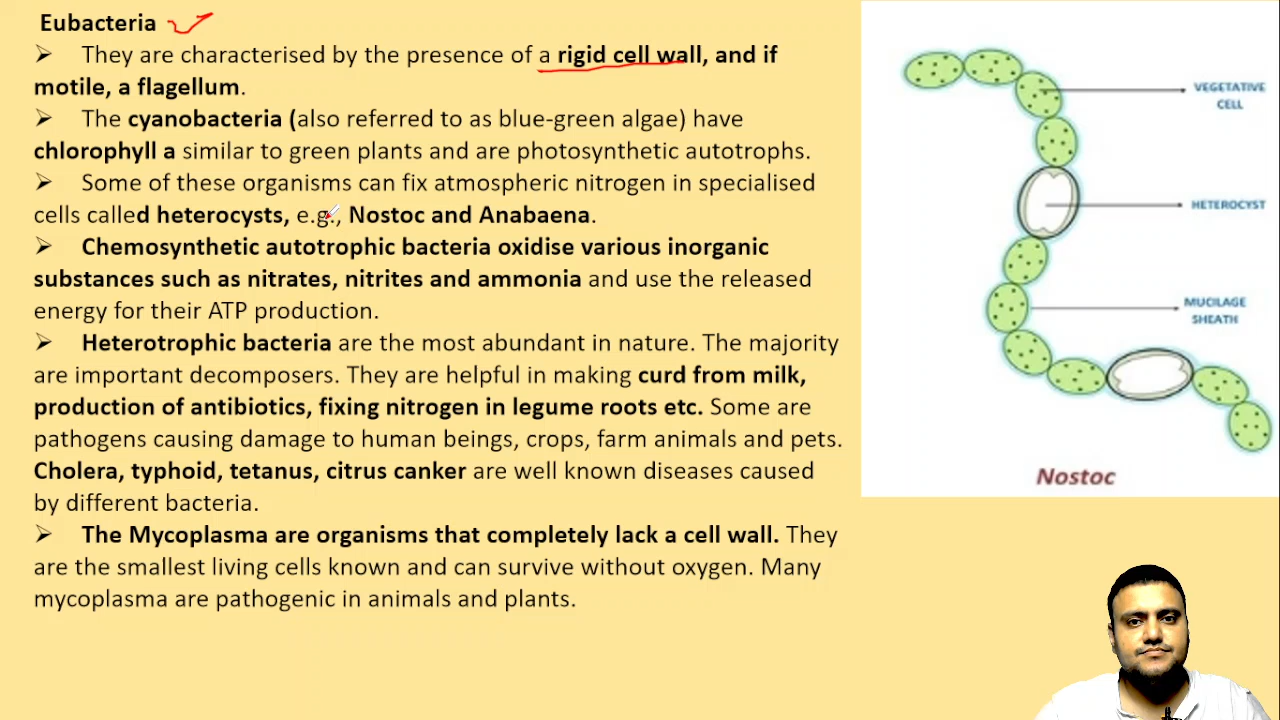 Eubacteria
➢ They are characterised by the presence of a rigid cell wall, and if
motile, a flagellum.
➢ The cyanobacteria (also referred to as blue-green algae) have
chlorophyll a similar to green plants and are photosynthetic autotrophs.
➢ Some of these organisms can fix atmospheric nitrogen in specialised
cells called heterocysts, e.g., Nostoc and Anabaena.
➢ Chemosynthetic autotrophic bacteria oxidise various inorganic
substances such as nitrates, nitrites and ammonia and use the released
energy for their ATP production.
➢ Heterotrophic bacteria are the most abundant in nature. The majority
are important decomposers. They are helpful in making curd from milk,
production of antibiotics, fixing nitrogen in legume roots etc. Some are
pathogens causing damage to human beings, crops, farm animals and pets.
Cholera, typhoid, tetanus, citrus canker are well known diseases caused
by different bacteria.
➢ The Mycoplasma are organisms that completely lack a cell wall. They
are the smallest living cells known and can survive without oxygen. Many
mycoplasma are pathogenic in animals and plants.
VEGETATIVE
CELL
HETEROCYST
MUCILAGE
SHEATH
Nostoc